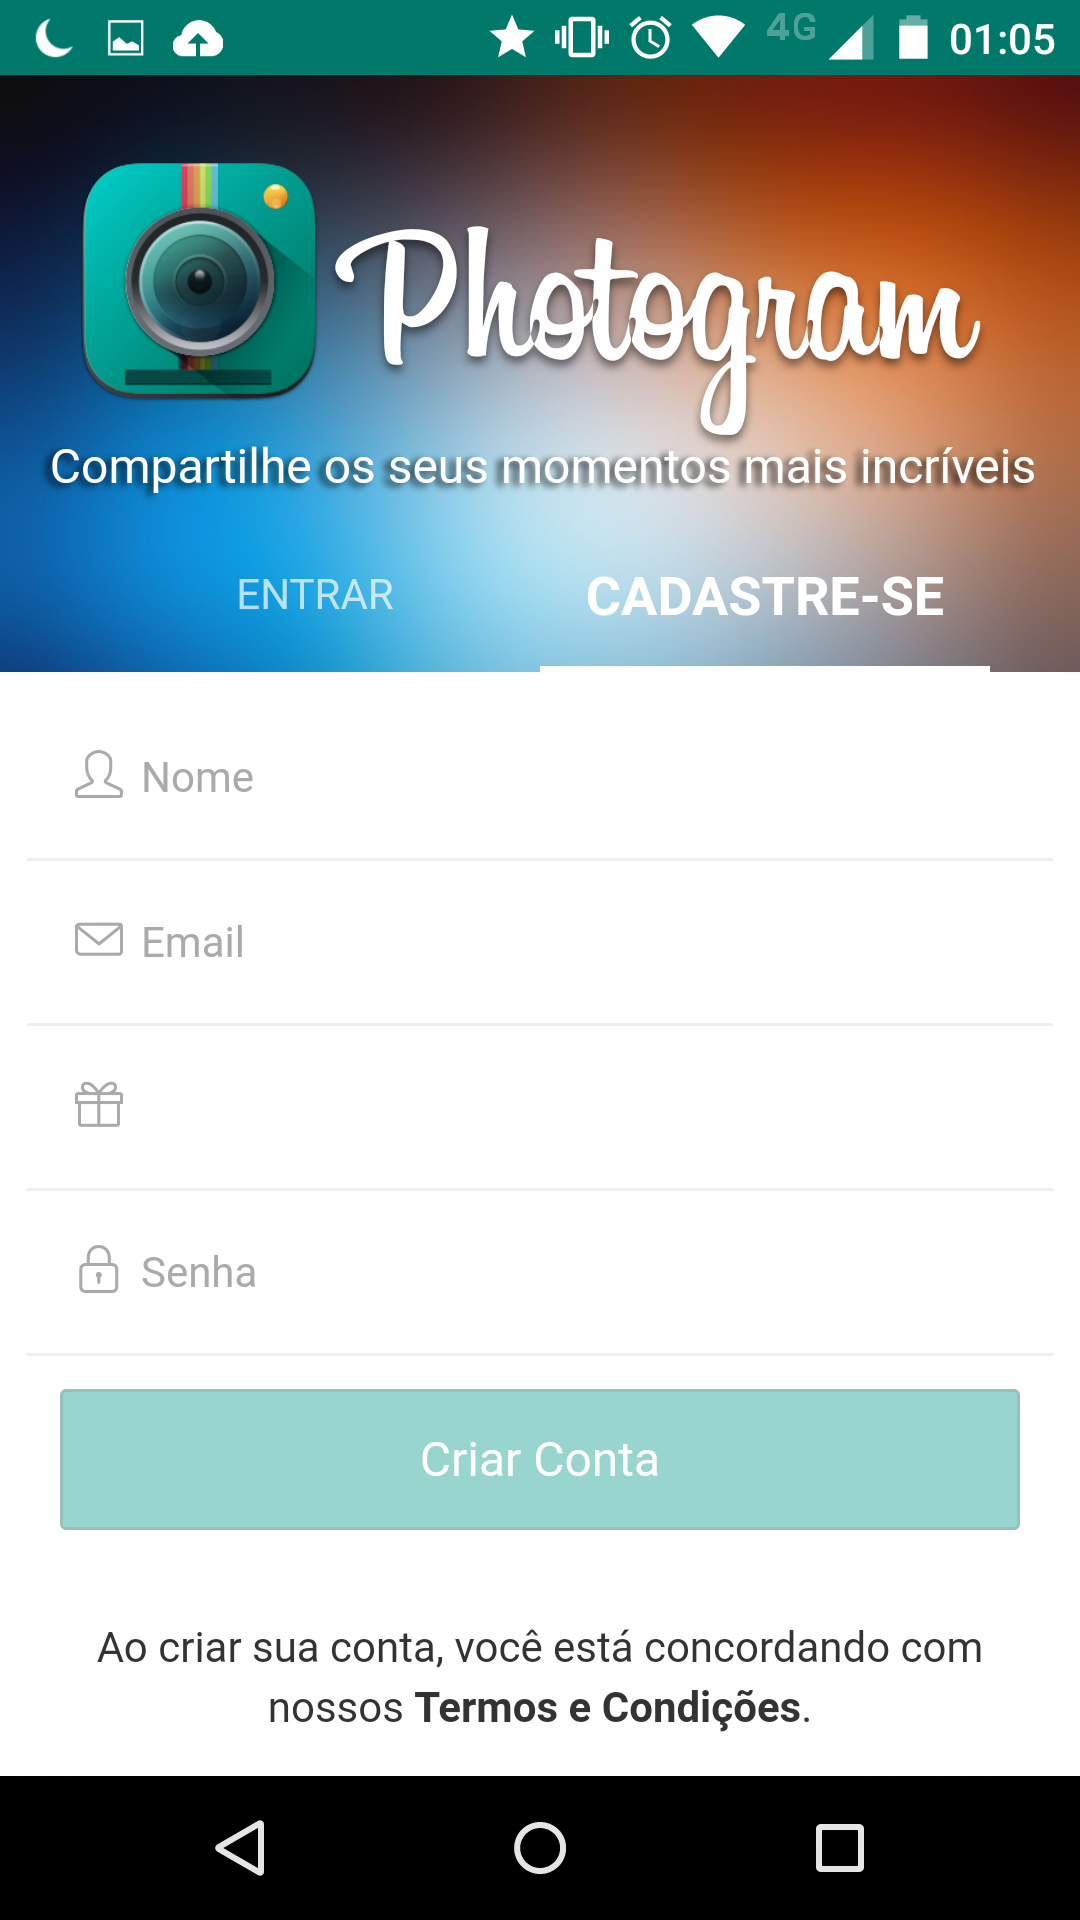 4G 01:05
Photogram
Compartilhe os seus momentos mais incríveis
ENTRAR CADASTRE-SE
Nome
Email
Senha
Criar Conta
Ao criar sua conta, você está concordando com
nossos Termos e Condições.